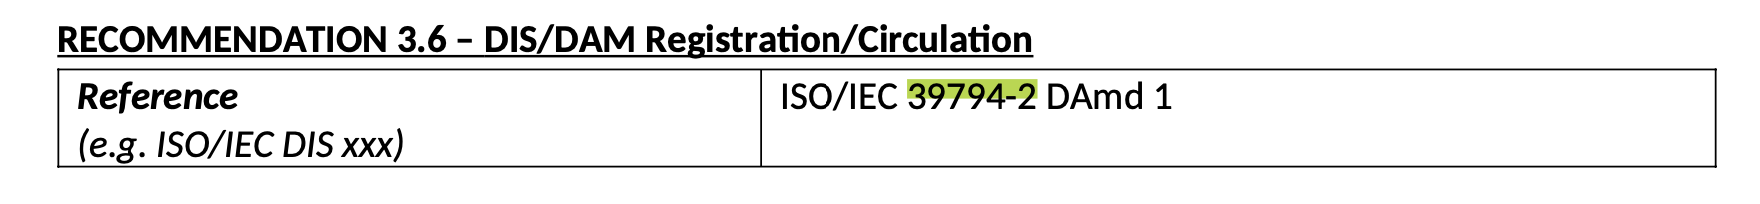 RECOMMENDATION 3.6 – DIS/DAM Registration/Circulation
Reference
ISO/IEC 39794-2 DAmd 1
(e.g. ISO/IEC DIS xxx)